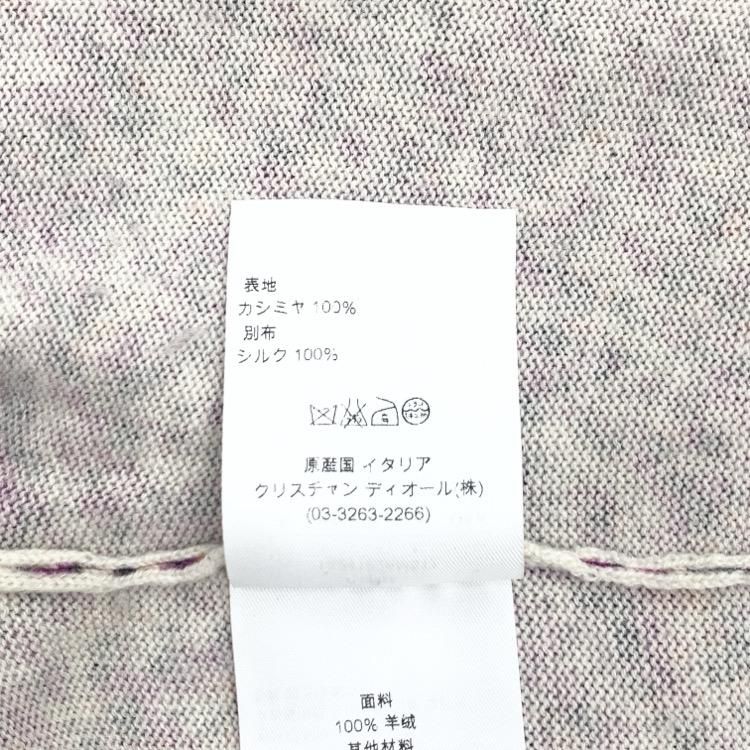 表地
カシミヤ 100%
別布
シルク 100%
原産国 イタリア
クリスチャン ディオール(株)
(03-3263-2266)
面料
100% 羊绒
其他材料